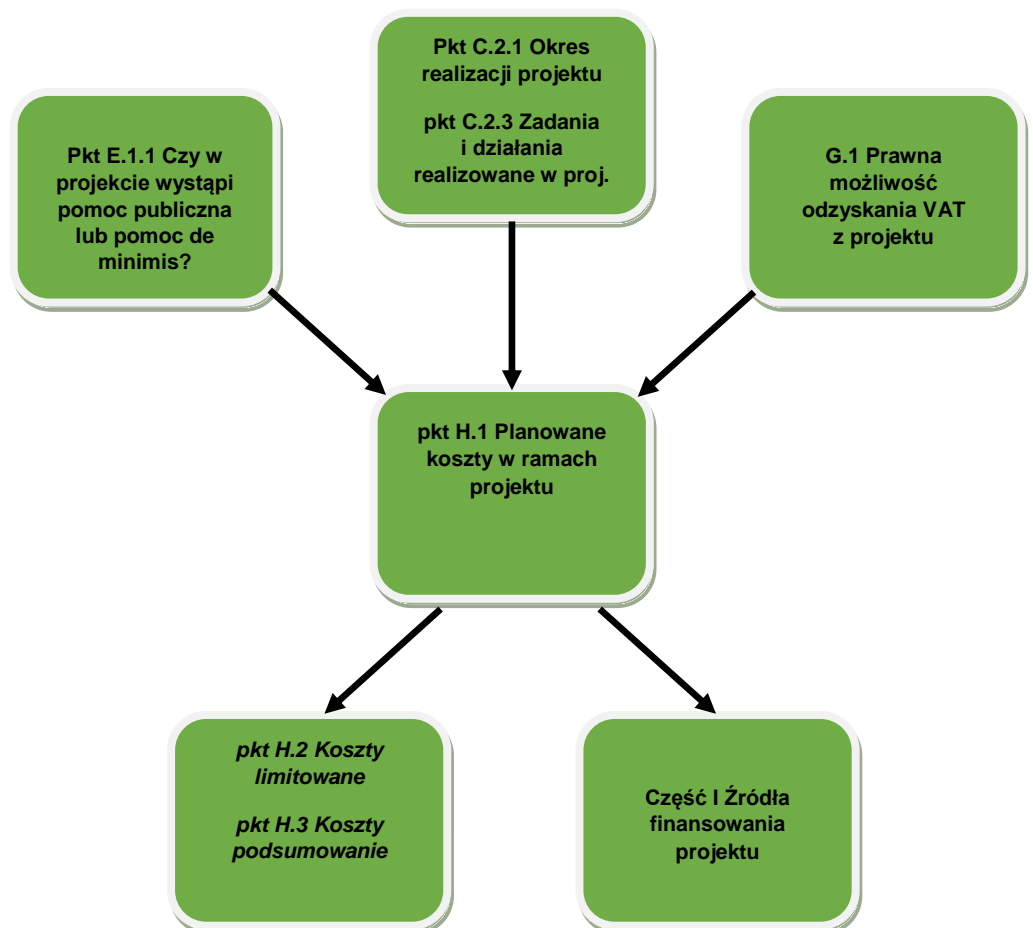 Pkt C.2.1 Okres
realizacji projektu
pkt C.2.3 Zadania
i działania
realizowane w proj.
Pkt E.1.1 Czy w
projekcie wystąpi
pomoc publiczna
lub pomoc de
minimis?
G.1 Prawna
możliwość
odzyskania VAT
z projektu
pkt H.1 Planowane
koszty w ramach
projektu
pkt H.2 Koszty
limitowane
pkt H.3 Koszty
podsumowanie
Część I Źródła
finansowania
projektu